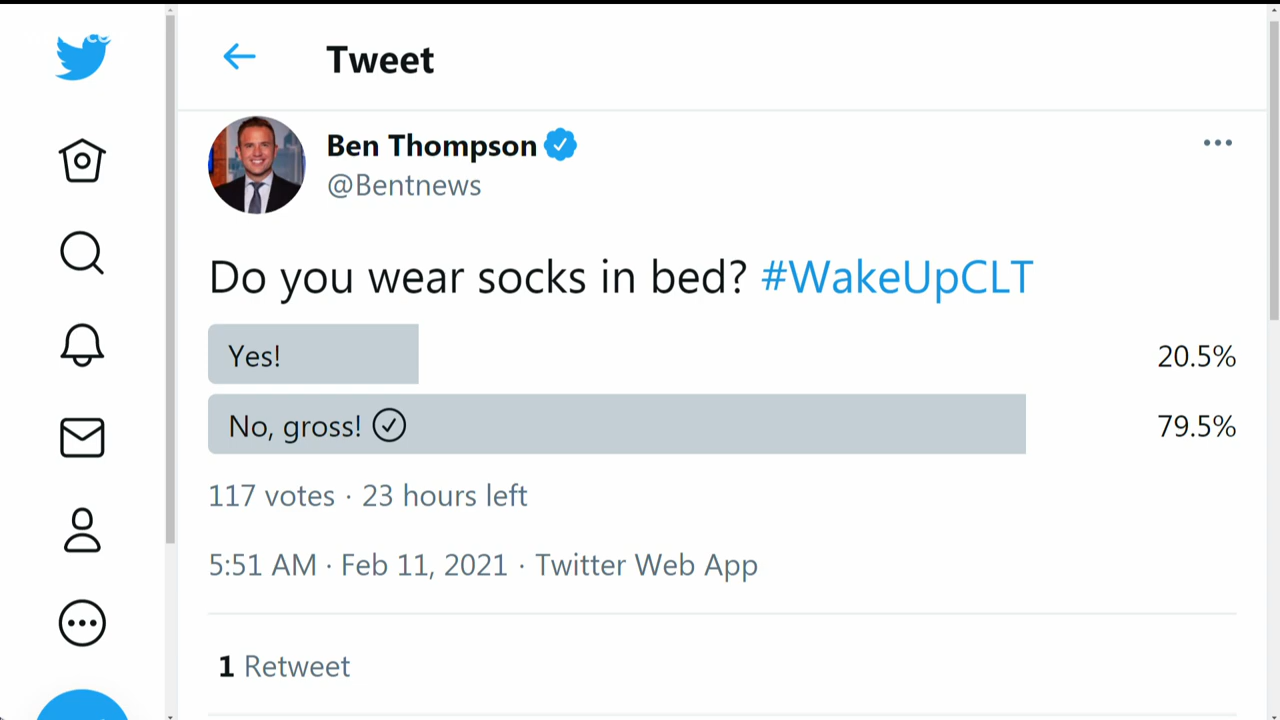 Tweet
Ben Thompson
@Bentnews
Do you wear socks in bed? #WakeUpCLT
Yes! 20.5%
No, gross! 79.5%
117 votes · 23 hours left
5:51 AM · Feb 11, 2021 · Twitter Web App
1 Retweet